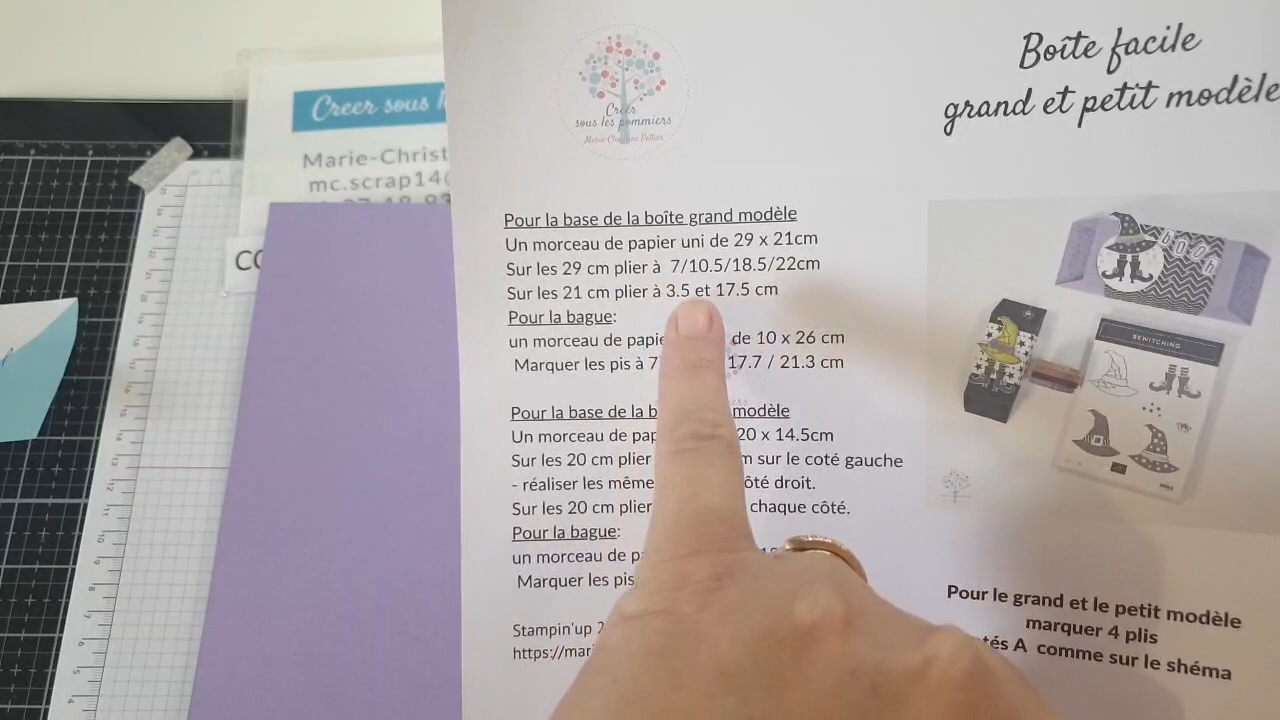 Creer sous
Marie-Christ
mc.scrap14@
CO
Créer
sous les pommiers
Boîte facile
grand et petit modèle
Pour la base de la boîte grand modèle
Un morceau de papier uni de 29 x 21cm
Sur les 29 cm plier à 7/10.5/18.5/22cm
Sur les 21 cm plier à 3.5 et 17.5 cm
Pour la bague:
un morceau de papie de 10 x 26 cm
Marquer les pis à 7 17.7 / 21.3 cm
Pour la base de la b modèle
Un morceau de pap 20 x 14.5cm
Sur les 20 cm plier m sur le coté gauche
- réaliser les même ôté droit.
Sur les 20 cm plier chaque côté.
Pour la bague:
un morceau de pa
Marquer les pis
Stampin'up 2
https://mari
BOOH
BEWITCHING
Pour le grand et le petit modèle
marquer 4 plis
tés A comme sur le shéma